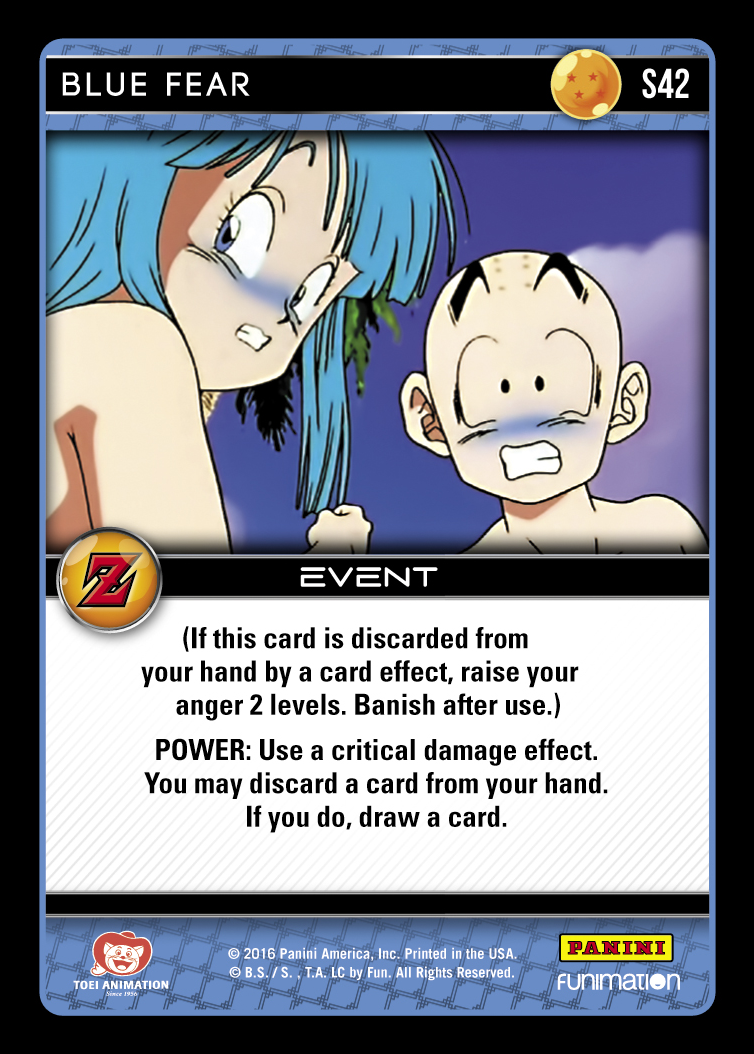 BLUE FEAR
S42
Z
EVENT
(If this card is discarded from
your hand by a card effect, raise your
anger 2 levels. Banish after use.)
POWER: Use a critical damage effect.
You may discard a card from your hand.
If you do, draw a card.
TOEI ANIMATION
Since 1956
© 2016 Panini America, Inc. Printed in the USA.
© B.S. / S. , T.A. LC by Fun. All Rights Reserved.
PANINI
FUNIMATION